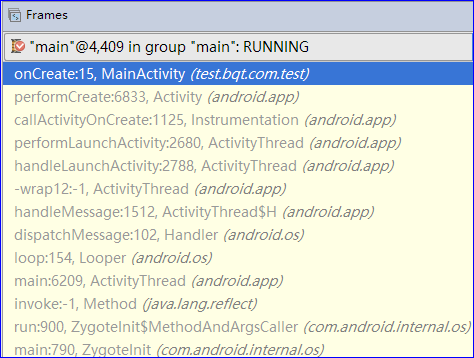 Frames
"main"@4,409 in group "main": RUNNING
onCreate:15, MainActivity (test.bqt.com.test)
performCreate:6833, Activity (android.app)
callActivityOnCreate:1125, Instrumentation (android.app)
performLaunchActivity:2680, ActivityThread (android.app)
handleLaunchActivity:2788, ActivityThread (android.app)
-wrap12:-1, ActivityThread (android.app)
handleMessage:1512, ActivityThread$H (android.app)
dispatchMessage:102, Handler (android.os)
loop:154, Looper (android.os)
main:6209, ActivityThread (android.app)
invoke:-1, Method (java.lang.reflect)
run:900, ZygoteInit$MethodAndArgsCaller (com.android.internal.os)
main:790, ZygoteInit (com.android.internal.os)